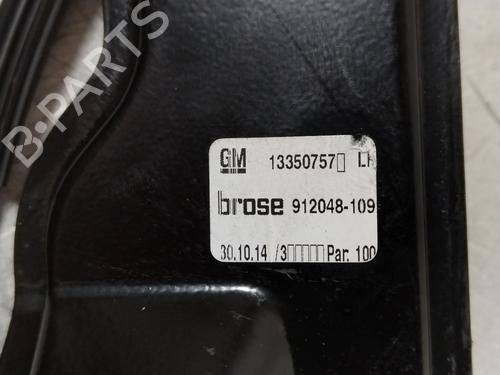 B-PARTS
GM 13350757▯ LH
brose 912048-109
30.10.14 /3▯▯▯▯▯Par. 100